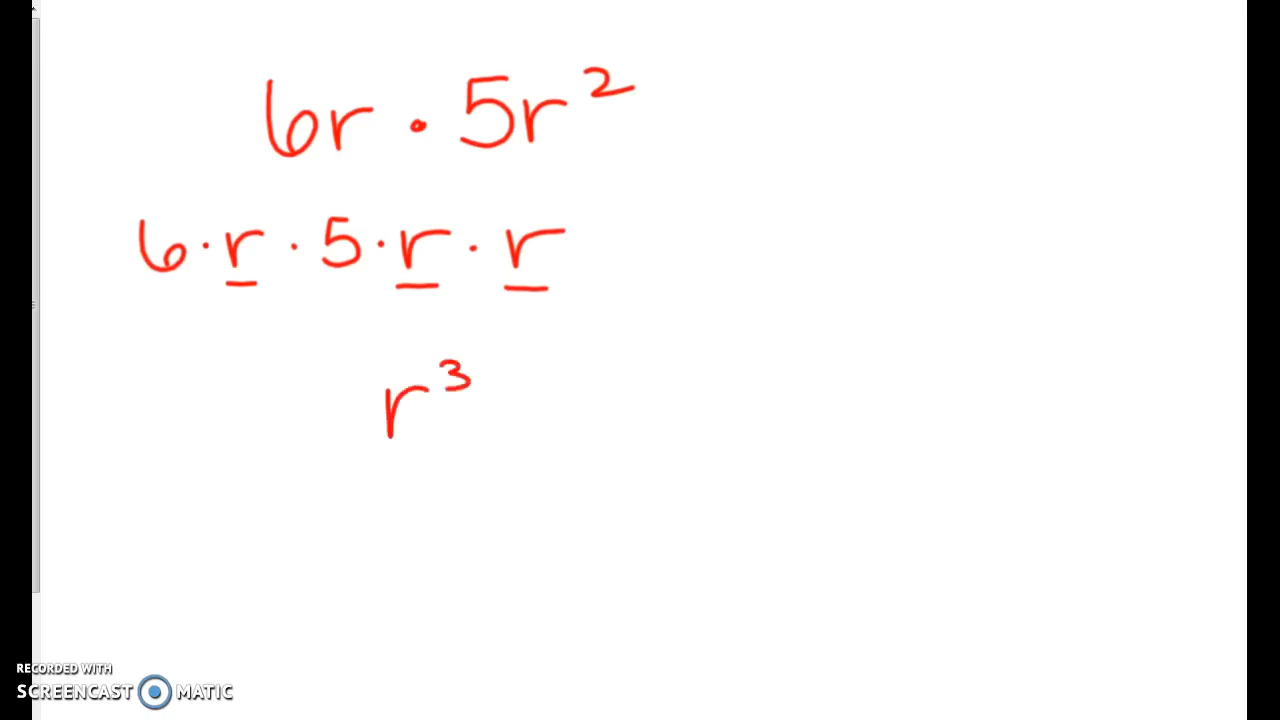 6r · 5r²
6 · r · 5 · r · r
r³
RECORDED WITH
SCREENCAST MATIC